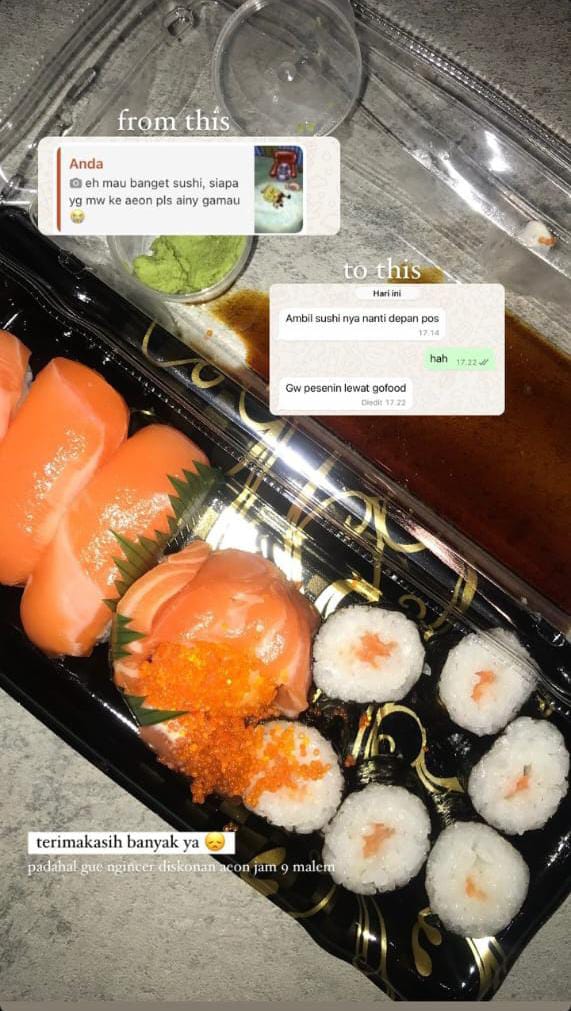 from this
Anda
📷 eh mau banget sushi, siapa
yg mw ke aeon pls ainy gamau
😭
to this
Hari ini
Ambil sushi nya nanti depan pos
17.14
hah 17.22
Gw pesenin lewat gofood
Diedit 17.22
terimakasih banyak ya 😞
padahal gue ngincer diskonan aeon jam 9 malem